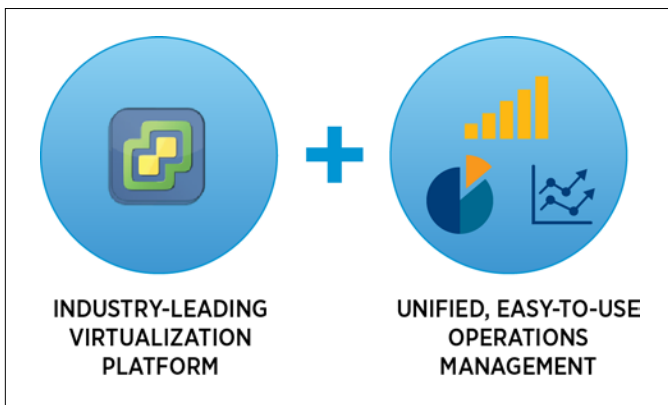 INDUSTRY-LEADING
VIRTUALIZATION
PLATFORM
UNIFIED, EASY-TO-USE
OPERATIONS
MANAGEMENT